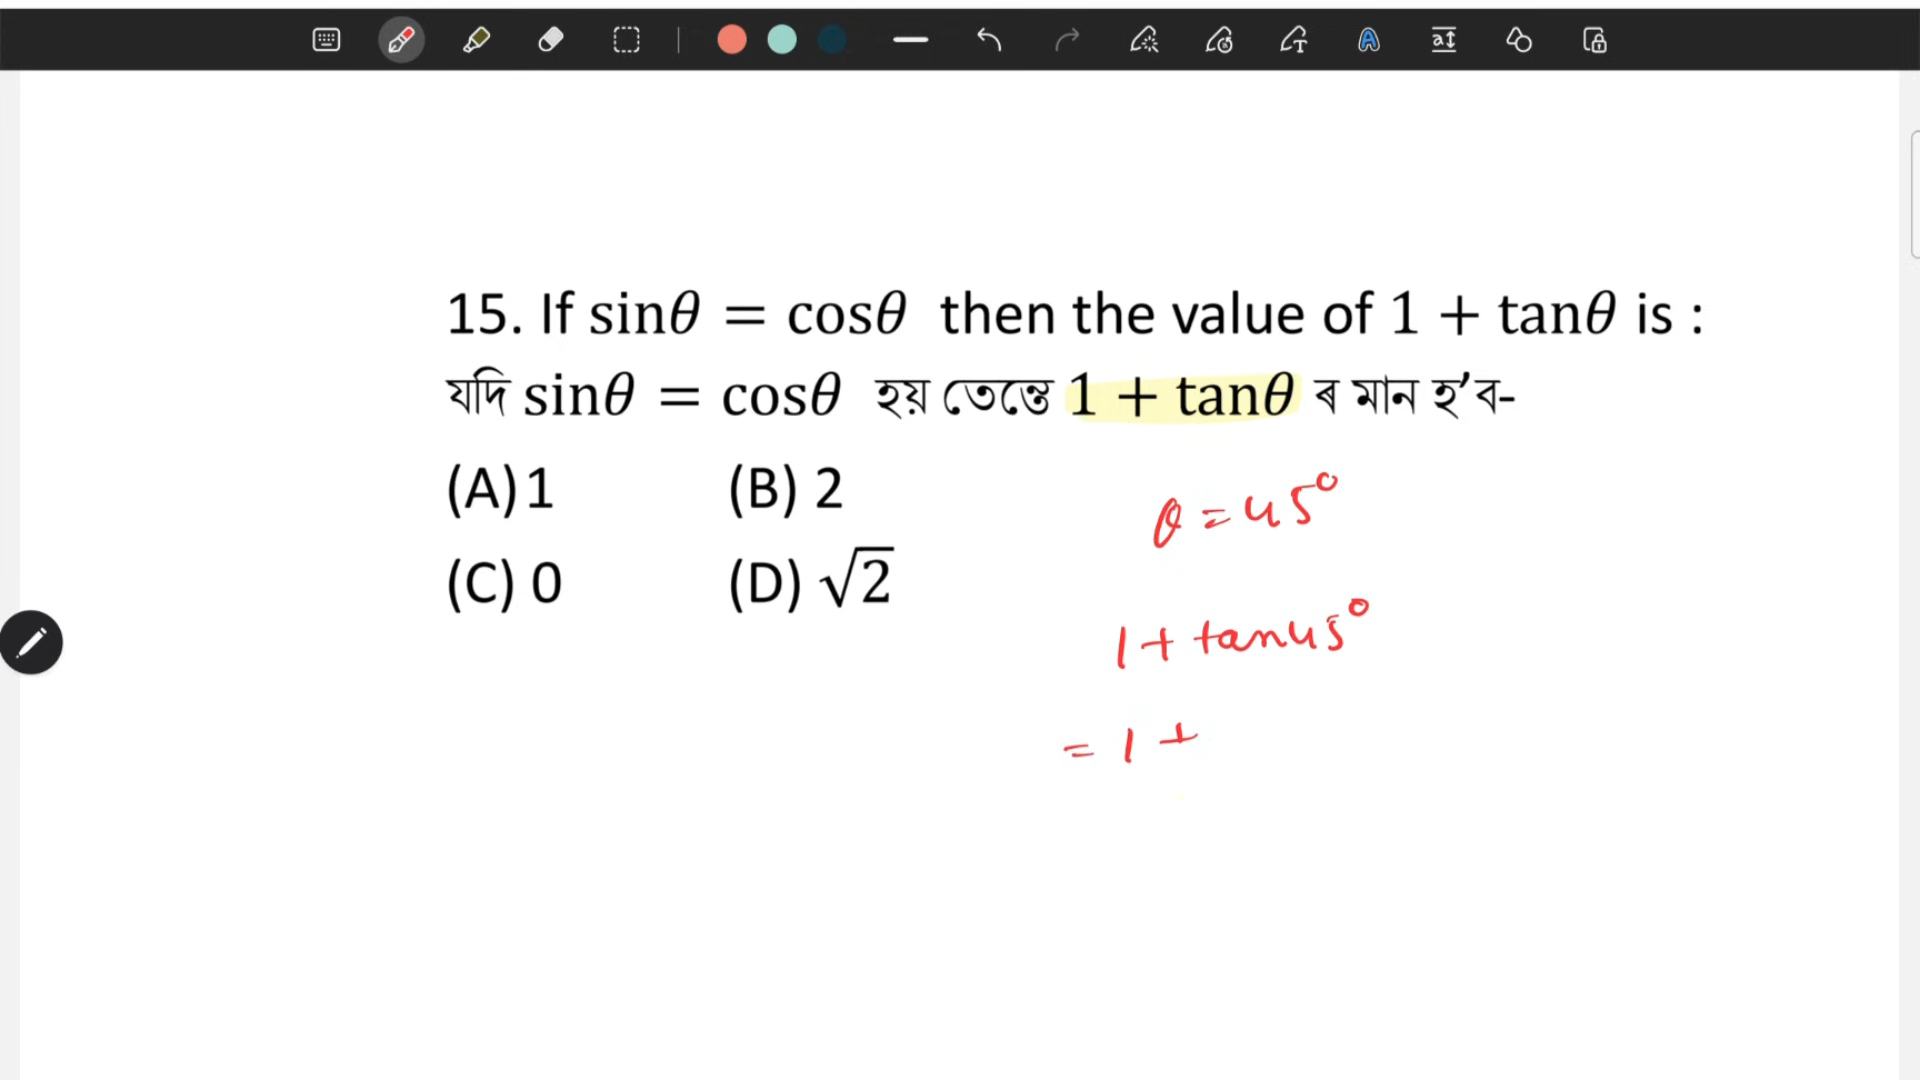 15. If sinθ = cosθ then the value of 1 + tanθ is :
যদি sinθ = cosθ হয় তেন্তে 1 + tanθ ৰ মান হ’ব-
(A) 1 (B) 2
(C) 0 (D) √2
θ = 45°
1 + tan45°
= 1 +